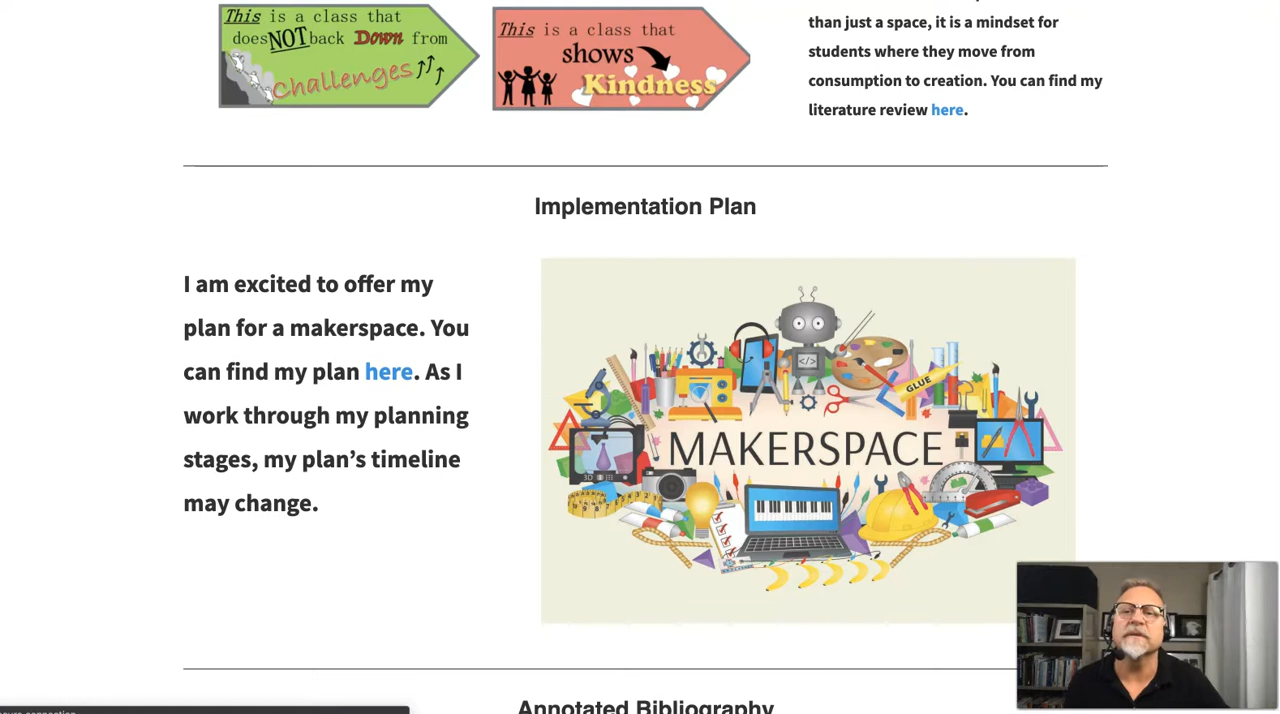 This is a class that
does NOT back Down from
Challenges
This is a class that
shows
Kindness
than just a space, it is a mindset for
students where they move from
consumption to creation. You can find my
literature review here.
Implementation Plan
I am excited to offer my
plan for a makerspace. You
can find my plan here. As I
work through my planning
stages, my plan’s timeline
may change.
</>
GLUE
MAKERSPACE
3D
Annotated Bibliography